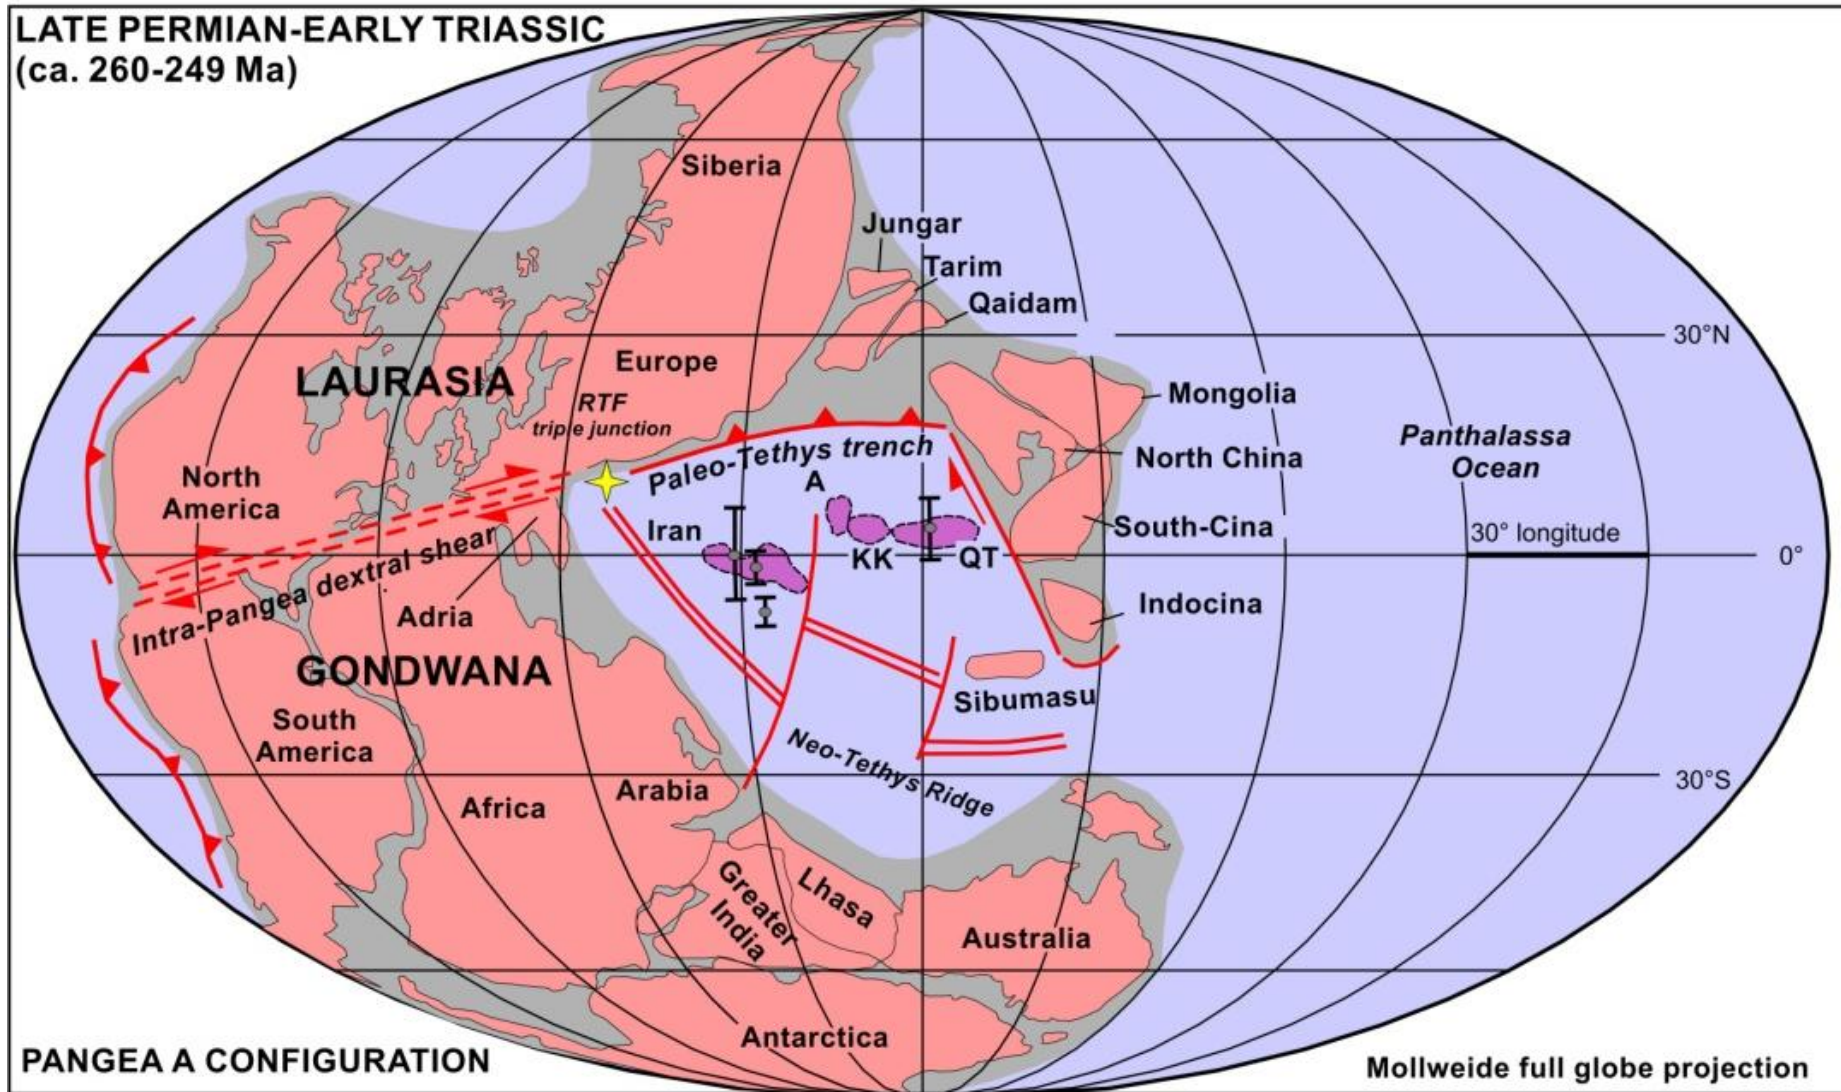 LATE PERMIAN-EARLY TRIASSIC
(ca. 260-249 Ma)
Siberia
Jungar
Tarim
Qaidam
30°N
Europe
LAURASIA
RTF
triple junction
Mongolia
Panthalassa
Ocean
North China
Paleo-Tethys trench
North
America
A
Iran
South-Cina
30° longitude
KK
QT
0°
Intra-Pangea dextral shear
Adria
Indocina
GONDWANA
Sibumasu
South
America
Neo-Tethys Ridge
30°S
Arabia
Africa
Greater
India
Lhasa
Australia
Antarctica
PANGEA A CONFIGURATION
Mollweide full globe projection